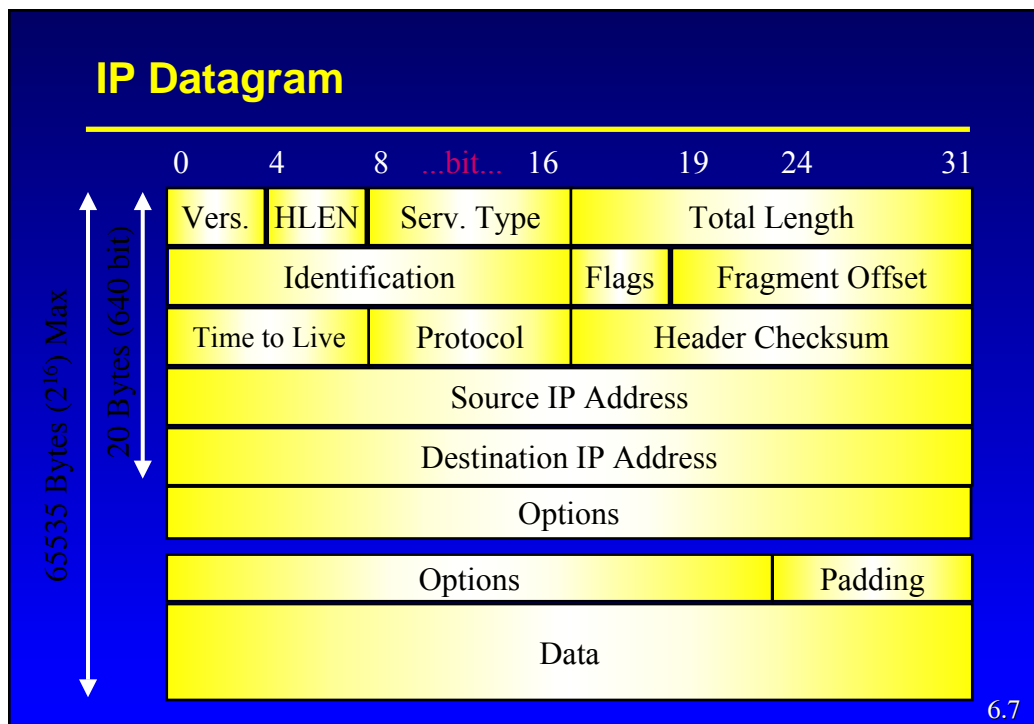 IP Datagram
0 4 8 ...bit... 16 19 24 31
Vers. HLEN Serv. Type Total Length
Identification Flags Fragment Offset
Time to Live Protocol Header Checksum
Source IP Address
Destination IP Address
Options
Options Padding
Data
65535 Bytes (2¹⁶) Max
20 Bytes (640 bit)
6.7